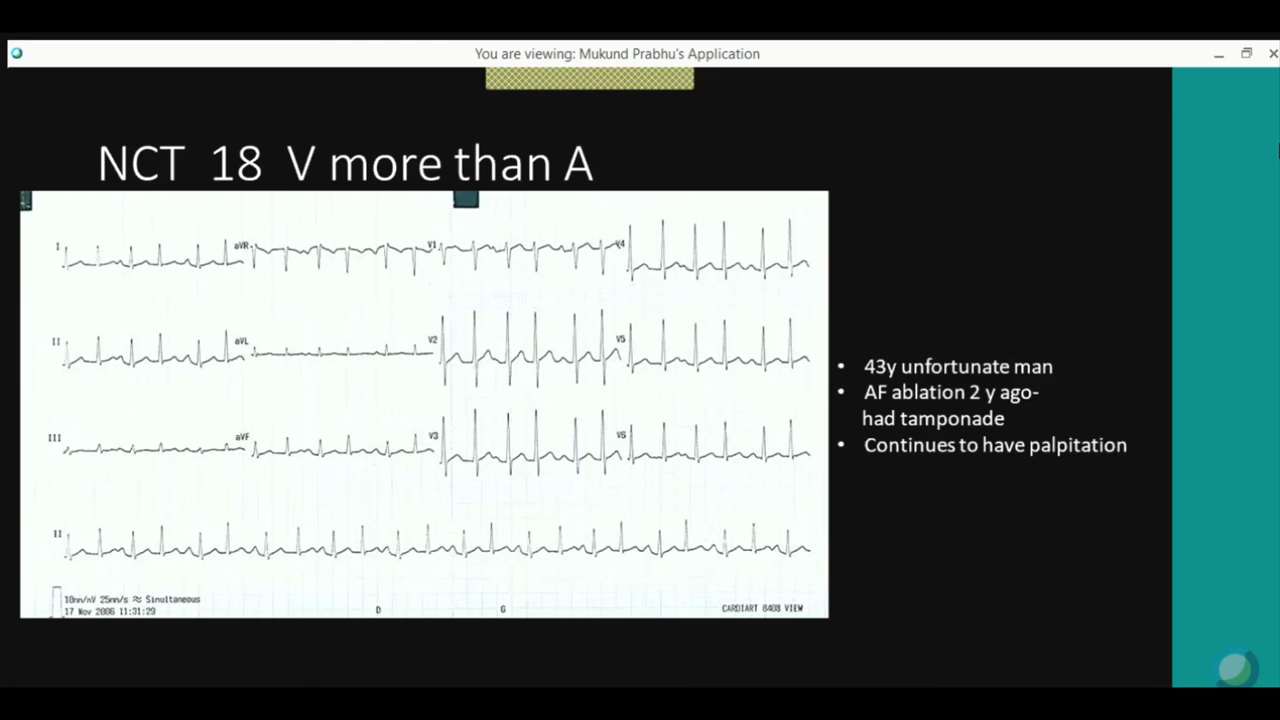 You are viewing: Mukund Prabhu's Application
NCT 18 V more than A
I aVR V1 V4
II aVL V2 V5
III aVF V3 V6
II
10mm/mV 25mm/s ≈ Simultaneous
17 Nov 2006 11:31:29 D G CARDIART 8408 VIEW
• 43y unfortunate man
• AF ablation 2 y ago-
had tamponade
• Continues to have palpitation